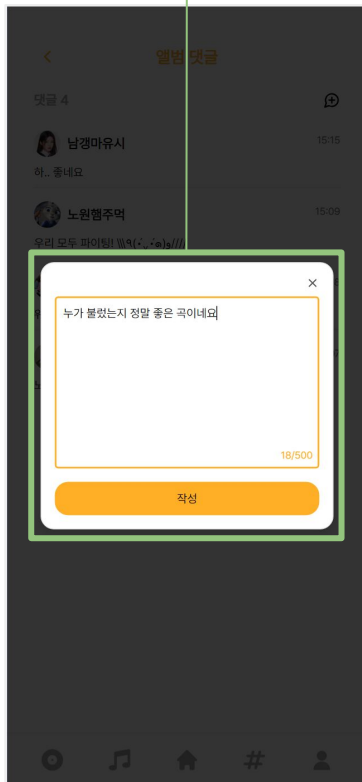 앨범 댓글
댓글 4
남갱마유시
15:15
하.. 좋네요
노원햄주먹
15:09
우리 모두 파이팅!
×
누가 불렀는지 정말 좋은 곡이네요
18/500
작성